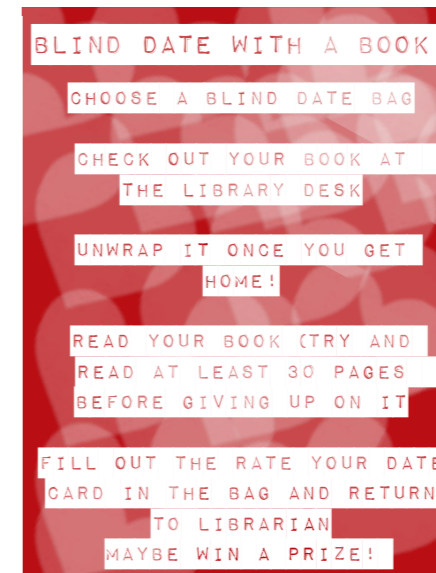 BLIND DATE WITH A BOOK
CHOOSE A BLIND DATE BAG
CHECK OUT YOUR BOOK AT
THE LIBRARY DESK
UNWRAP IT ONCE YOU GET
HOME!
READ YOUR BOOK (TRY AND
READ AT LEAST 30 PAGES
BEFORE GIVING UP ON IT
FILL OUT THE RATE YOUR DATE
CARD IN THE BAG AND RETURN
TO LIBRARIAN
MAYBE WIN A PRIZE!